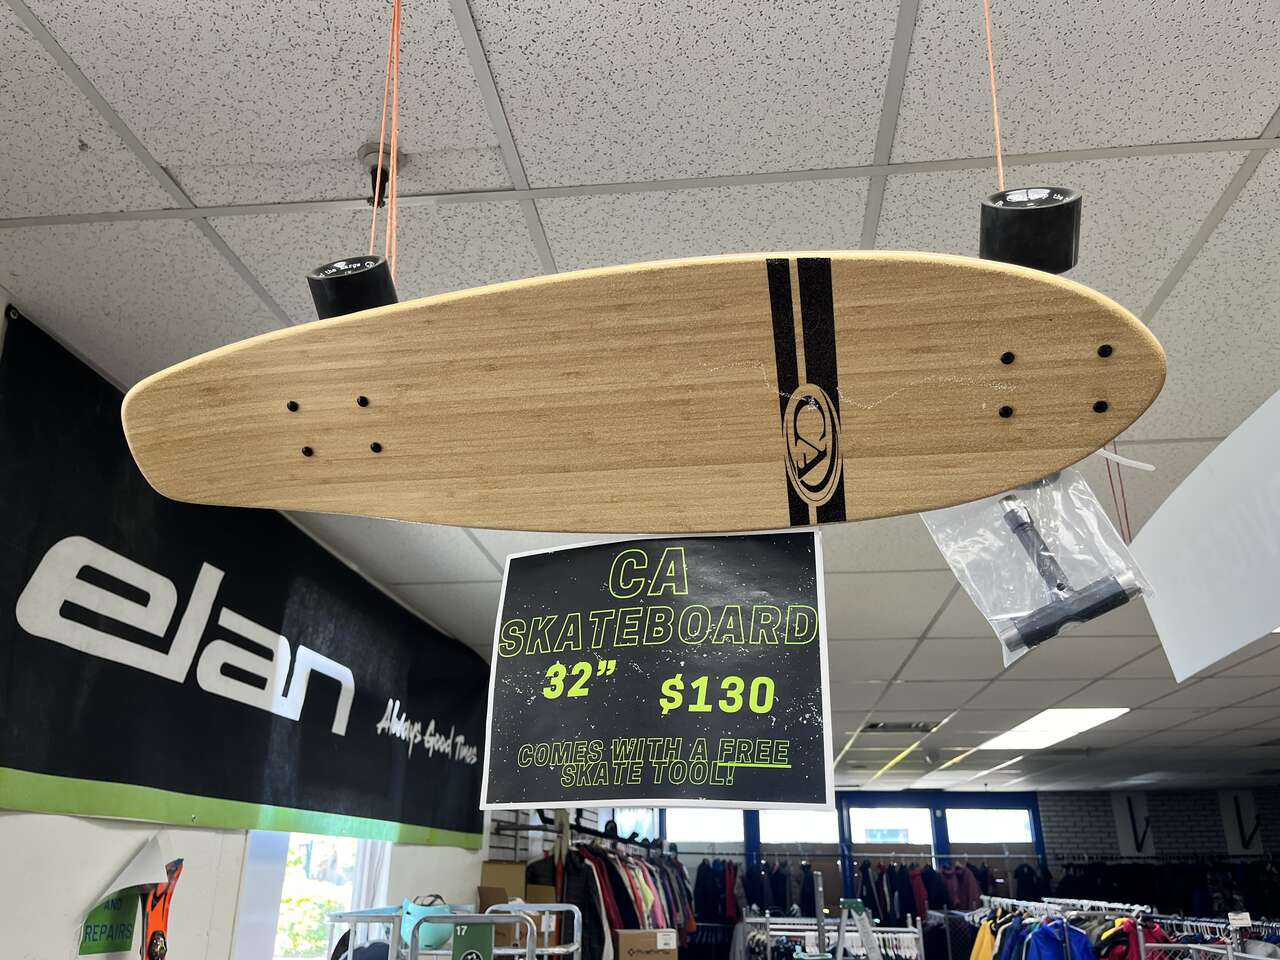 CA
elan
Always Good Times
CA
SKATEBOARD
32"
$130
COMES WITH A FREE
SKATE TOOL!
AND
REPAIRS
17